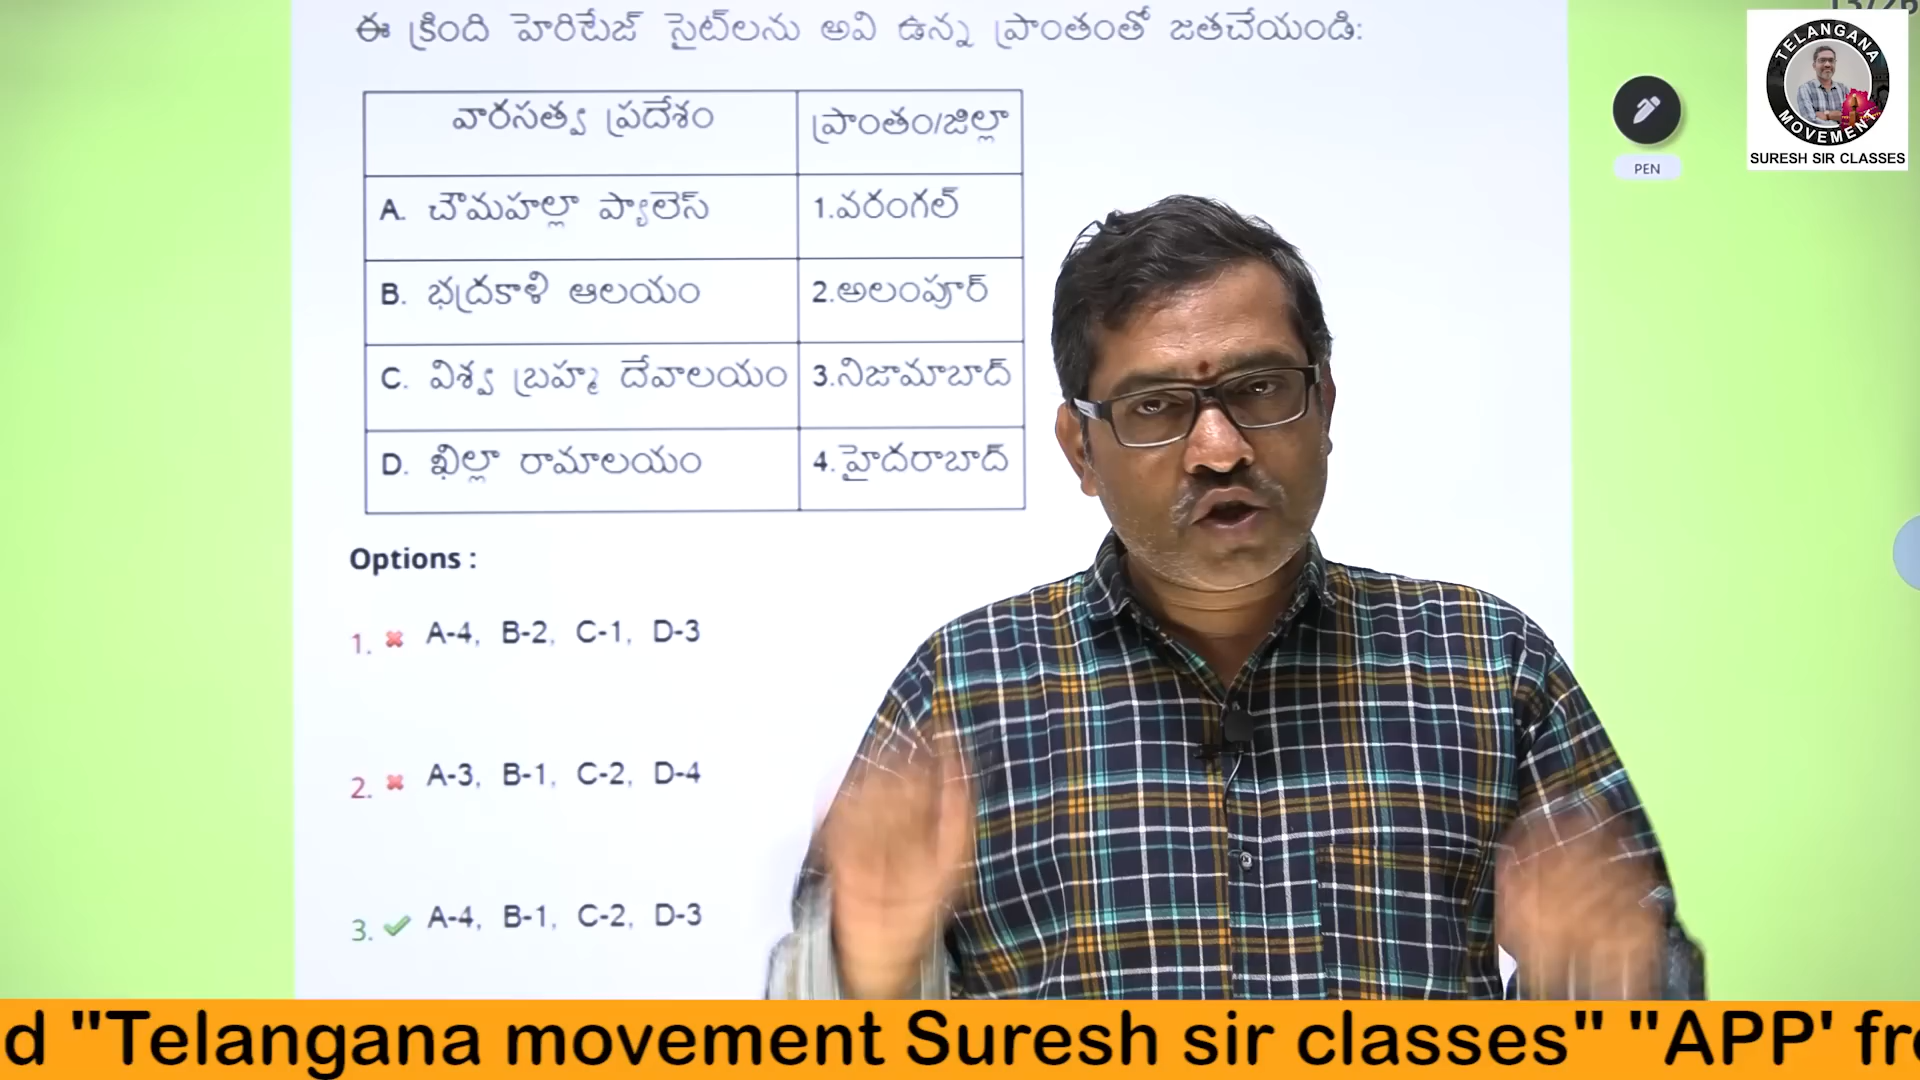 ఈ క్రింది హెరిటేజ్ సైట్‌లను అవి ఉన్న ప్రాంతంతో జతచేయండి:
వారసత్వ ప్రదేశం ప్రాంతం/జిల్లా
A. చౌమహల్లా ప్యాలెస్ 1.వరంగల్
B. భద్రకాళి ఆలయం 2.అలంపూర్
C. విశ్వ బ్రహ్మ దేవాలయం 3.నిజామాబాద్
D. ఖిల్లా రామాలయం 4.హైదరాబాద్
Options :
1. A-4, B-2, C-1, D-3
2. A-3, B-1, C-2, D-4
3. A-4, B-1, C-2, D-3
PEN
TELANGANA
MOVEMENT
SURESH SIR CLASSES
d "Telangana movement Suresh sir classes" "APP' fro